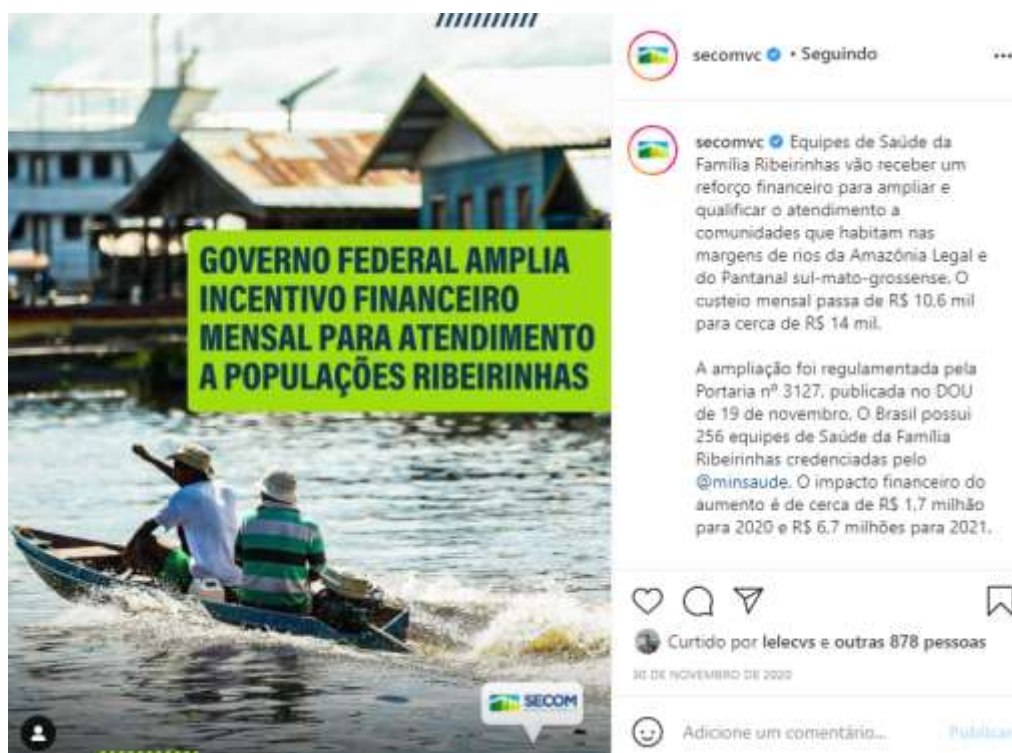 GOVERNO FEDERAL AMPLIA
INCENTIVO FINANCEIRO
MENSAL PARA ATENDIMENTO
A POPULAÇÕES RIBEIRINHAS
SECOM
secomvc • Seguindo
secomvc Equipes de Saúde da
Família Ribeirinhas vão receber um
reforço financeiro para ampliar e
qualificar o atendimento a
comunidades que habitam nas
margens de rios da Amazônia Legal e
do Pantanal sul-mato-grossense. O
custeio mensal passa de R$ 10,6 mil
para cerca de R$ 14 mil.
A ampliação foi regulamentada pela
Portaria nº 3127, publicada no DOU
de 19 de novembro. O Brasil possui
256 equipes de Saúde da Família
Ribeirinhas credenciadas pelo
@minsaude. O impacto financeiro do
aumento é de cerca de R$ 1,7 milhão
para 2020 e R$ 6,7 milhões para 2021.
Curtido por lelecvs e outras 878 pessoas
30 DE NOVEMBRO DE 2020
Adicione um comentário...
Publicar